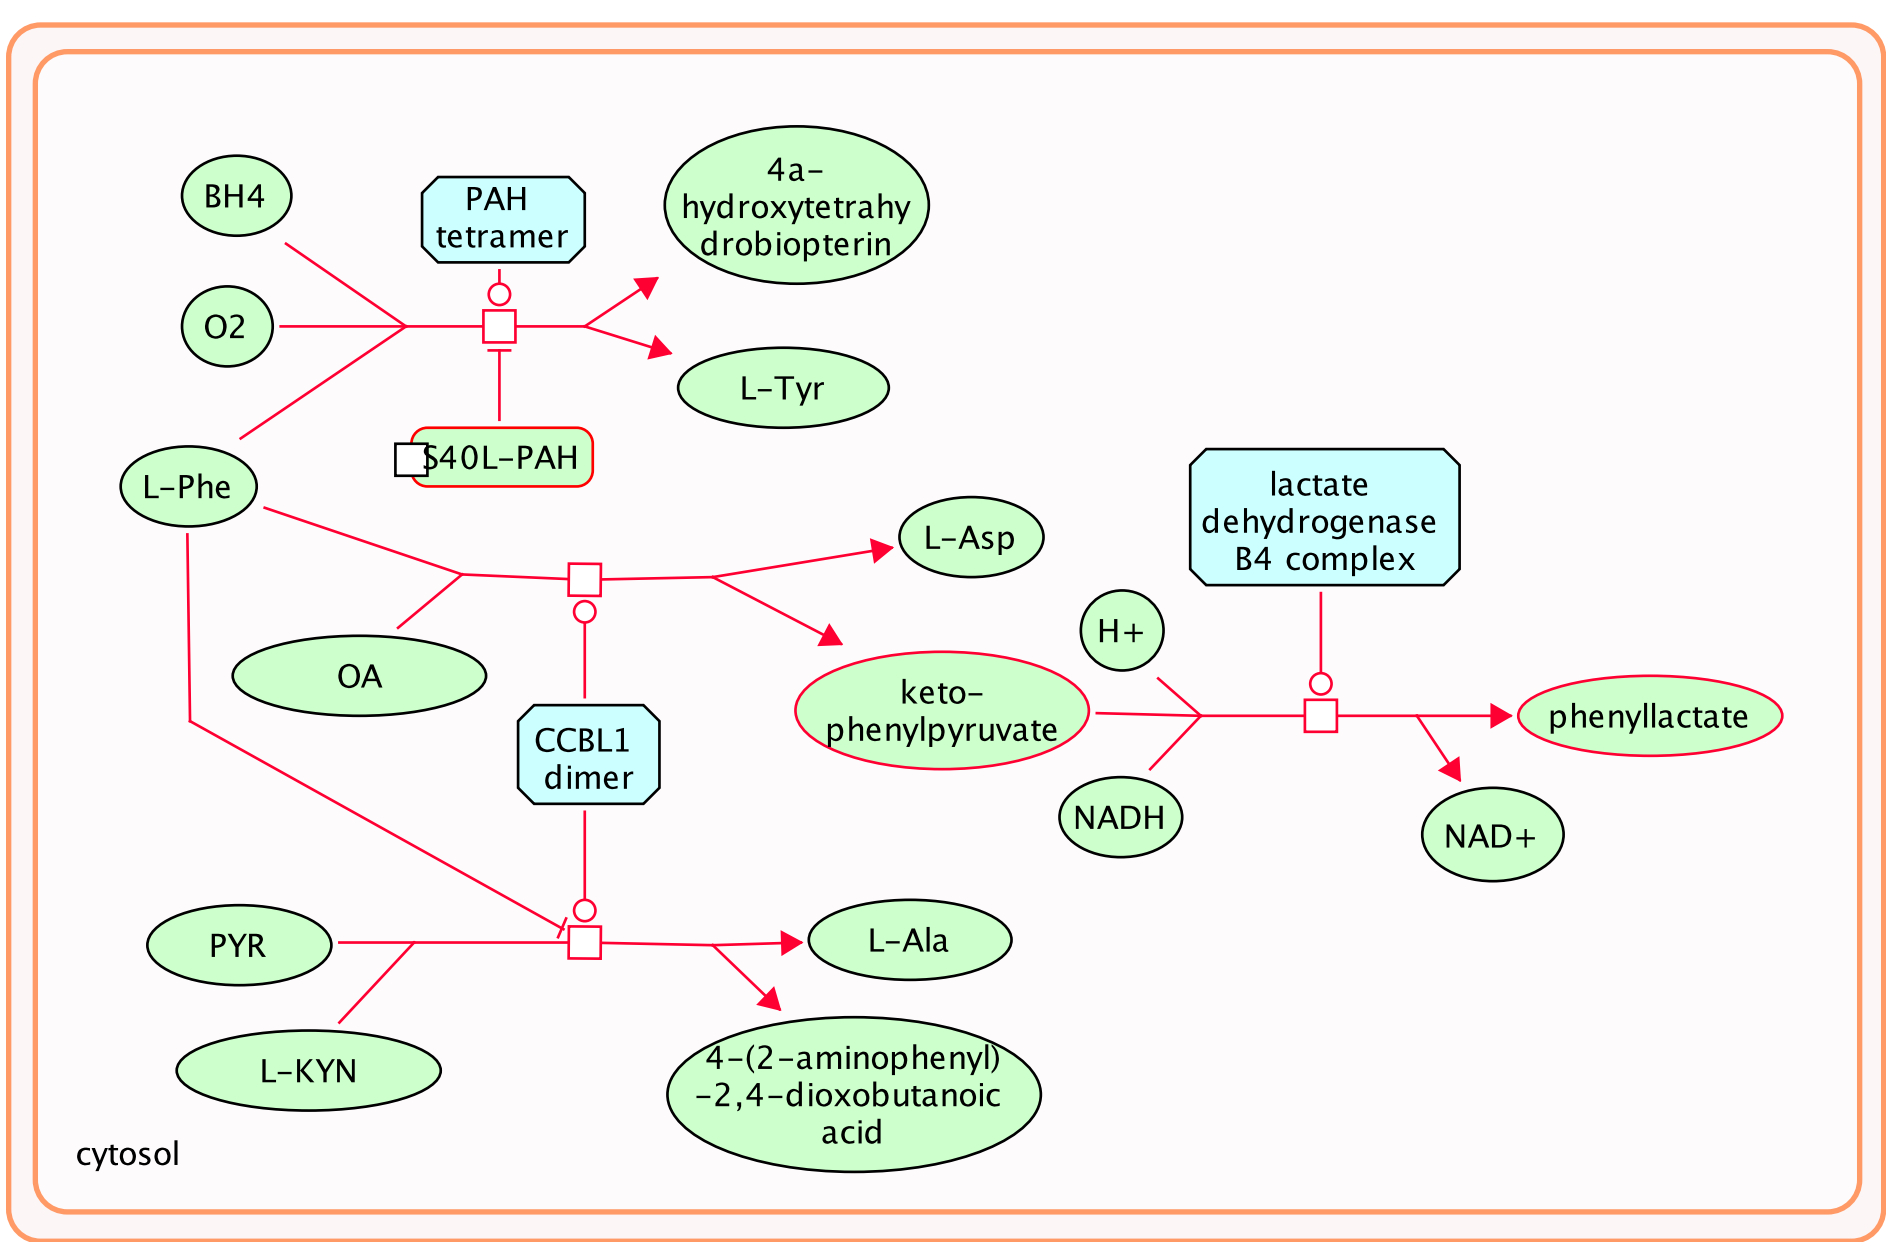 BH4
PAH
tetramer
4a-
hydroxytetrahy
drobiopterin
O2
L-Tyr
S40L-PAH
L-Phe
L-Asp
lactate
dehydrogenase
B4 complex
H+
OA
keto-
phenylpyruvate
phenyllactate
CCBL1
dimer
NADH
NAD+
PYR
L-Ala
L-KYN
4-(2-aminophenyl)
-2,4-dioxobutanoic
acid
cytosol